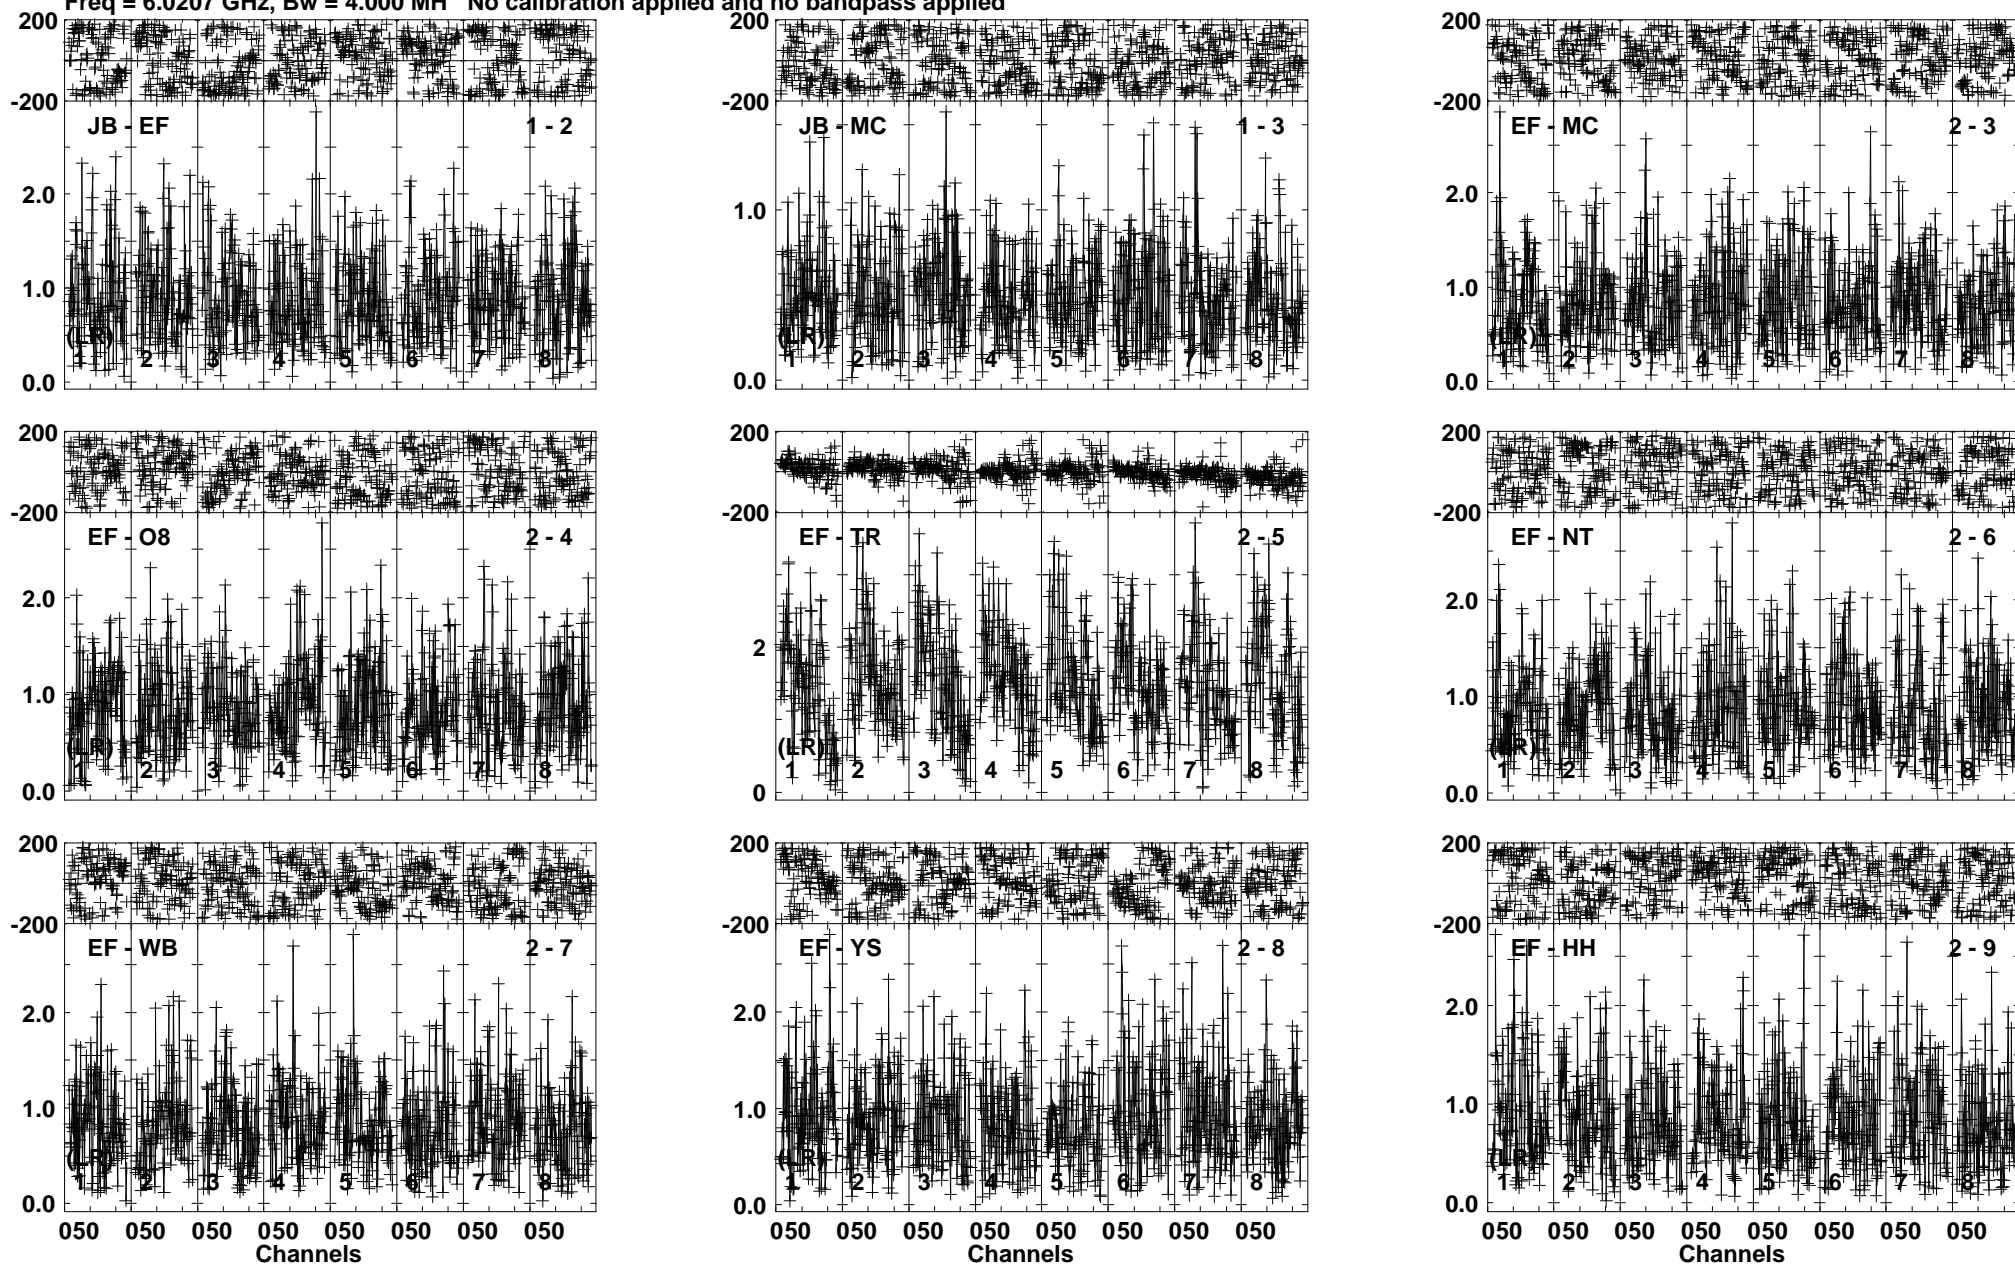 Freq = 6.0207 GHz, Bw = 4.000 MH No calibration applied and no bandpass applied
200 200 200
-200 -200 -200
JB - EF 1 - 2 JB - MC 1 - 3 EF - MC 2 - 3
2.0 2.0
1.0 1.0
1.0 1.0
(LR) (LR) (LR)
1 2 3 4 5 6 7 8 1 2 3 4 5 6 7 8 1 2 3 4 5 6 7 8
0.0 0.0 0.0
200 200 200
-200 -200 -200
EF - O8 2 - 4 EF - TR 2 - 5 EF - NT 2 - 6
2.0 2 2.0
1.0 1.0
(LR) (LR) (LR)
1 2 3 4 5 6 7 8 1 2 3 4 5 6 7 8 1 2 3 4 5 6 7 8
0.0 0 0.0
200 200 200
-200 -200 -200
EF - WB 2 - 7 EF - YS 2 - 8 EF - HH 2 - 9
2.0 2.0 2.0
1.0 1.0 1.0
(LR) (LR) (LR)
1 2 3 4 5 6 7 8 1 2 3 4 5 6 7 8 1 2 3 4 5 6 7 8
0.0 0.0 0.0
050 050 050 050 050 050 050 050 050 050 050 050 050 050 050 050 050 050 050 050 050 050 050 050
Channels Channels Channels